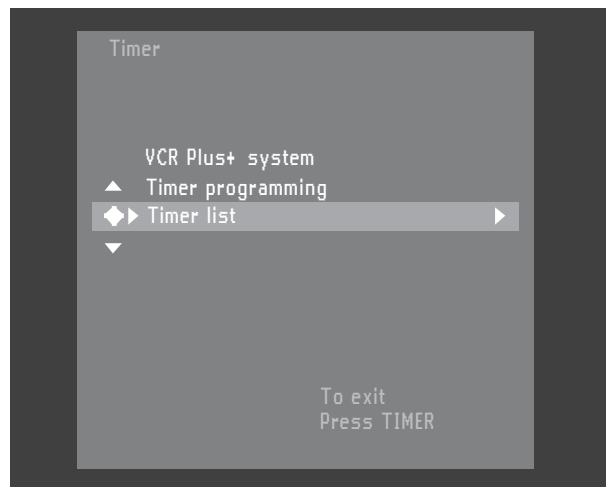 Timer
VCR Plus+ system
Timer programming
Timer list
To exit
Press TIMER